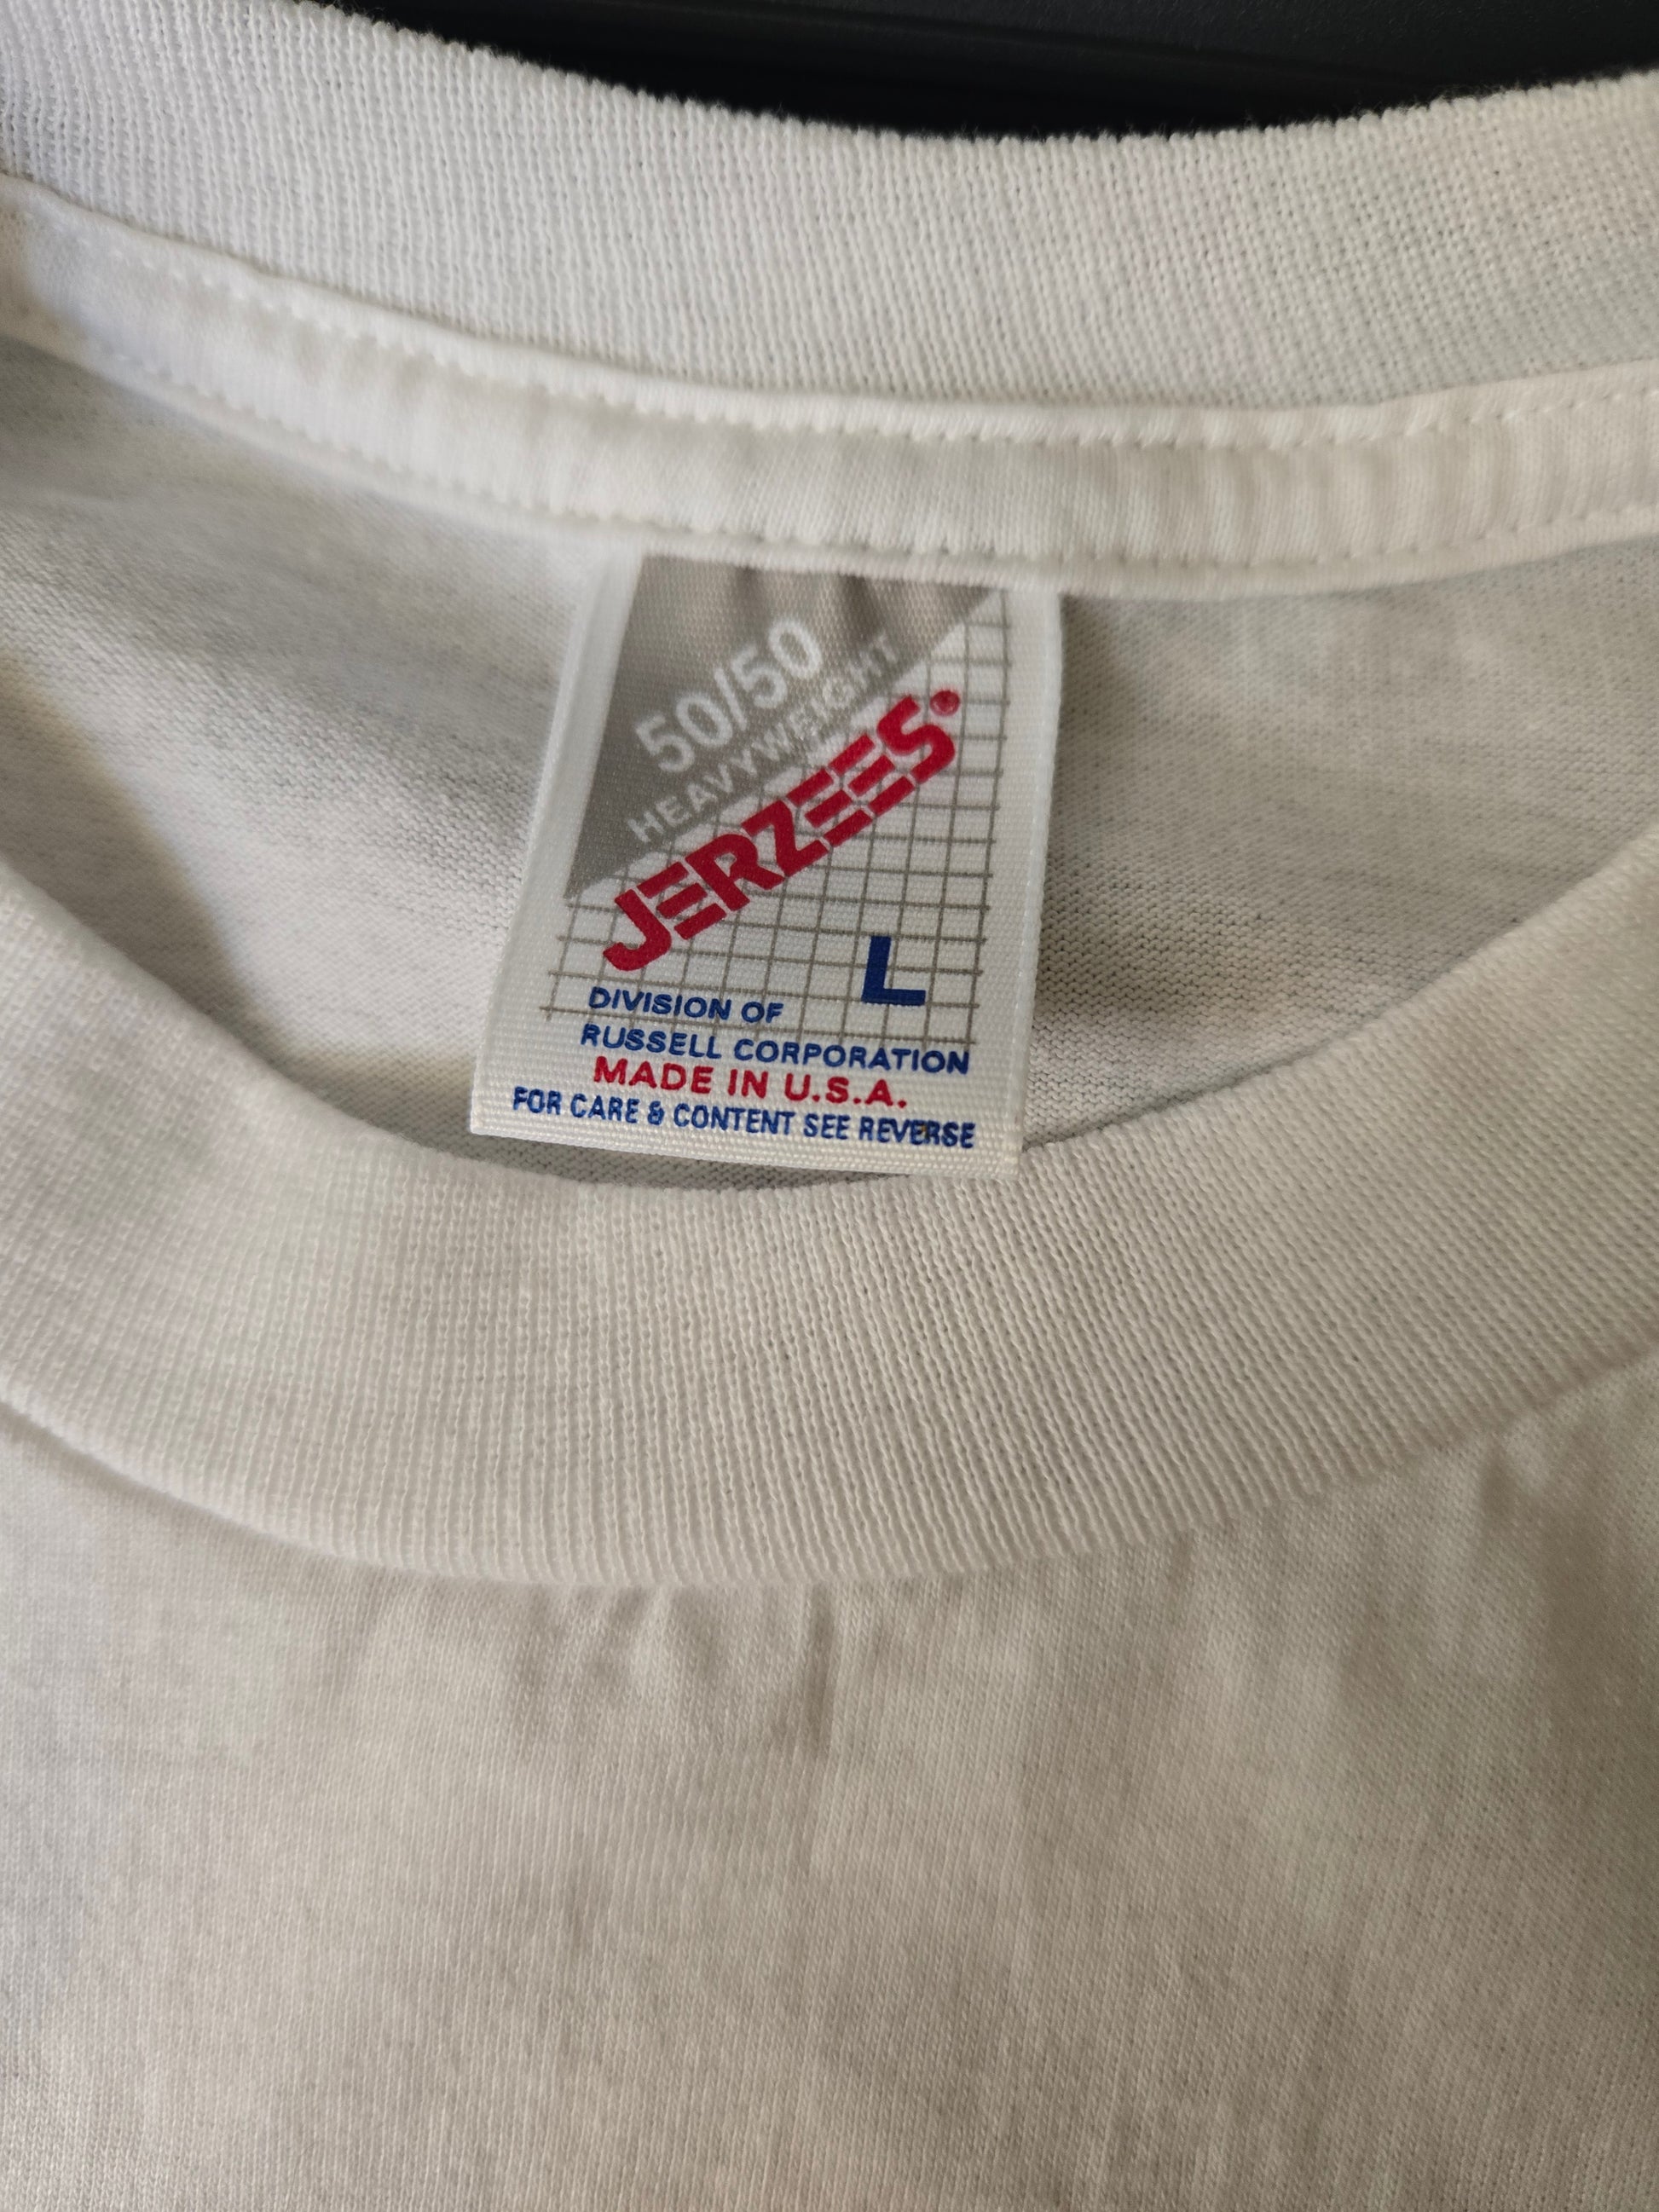 50/50
HEAVYWEIGHT
JERZEES®
L
DIVISION OF
RUSSELL CORPORATION
MADE IN U.S.A.
FOR CARE & CONTENT SEE REVERSE